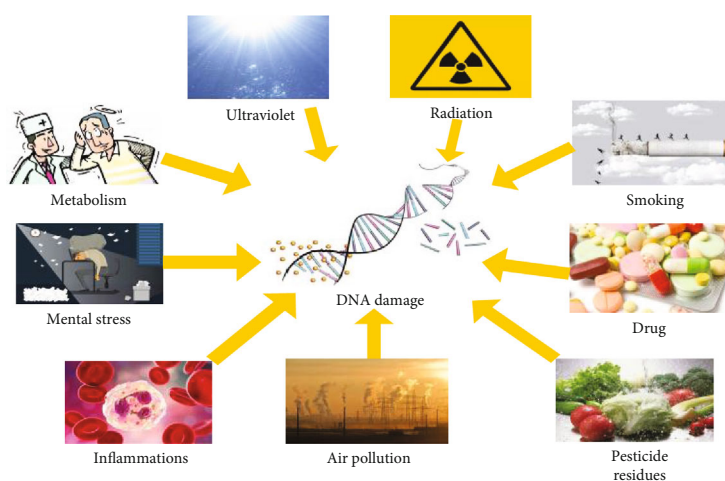 Ultraviolet
Radiation
Metabolism
Smoking
Mental stress
DNA damage
Drug
Inflammations
Air pollution
Pesticide
residues